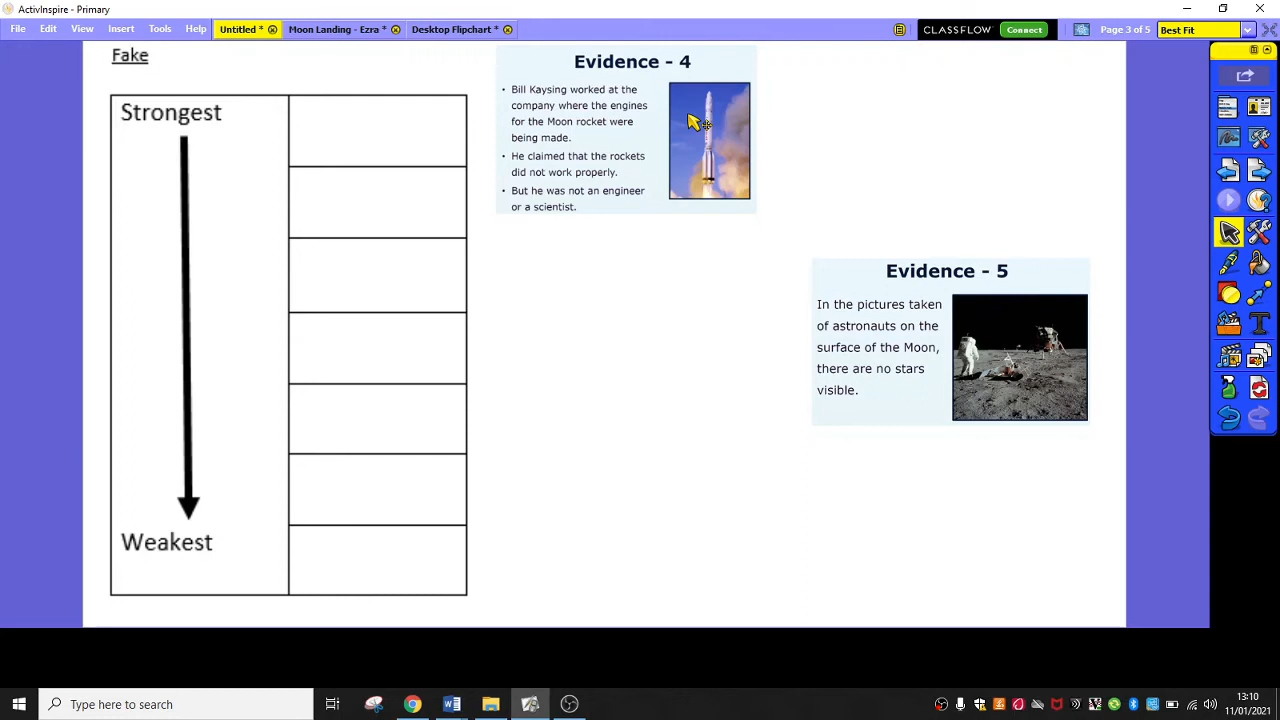 ActivInspire - Primary
File Edit View Insert Tools Help Untitled * Moon Landing - Ezra * Desktop Flipchart * CLASSFLOW Connect Page 3 of 5 Best Fit
Fake
Strongest
Weakest
Evidence - 4
• Bill Kaysing worked at the
company where the engines
for the Moon rocket were
being made.
• He claimed that the rockets
did not work properly.
• But he was not an engineer
or a scientist.
Evidence - 5
In the pictures taken
of astronauts on the
surface of the Moon,
there are no stars
visible.
Type here to search
13:10
11/01/2021